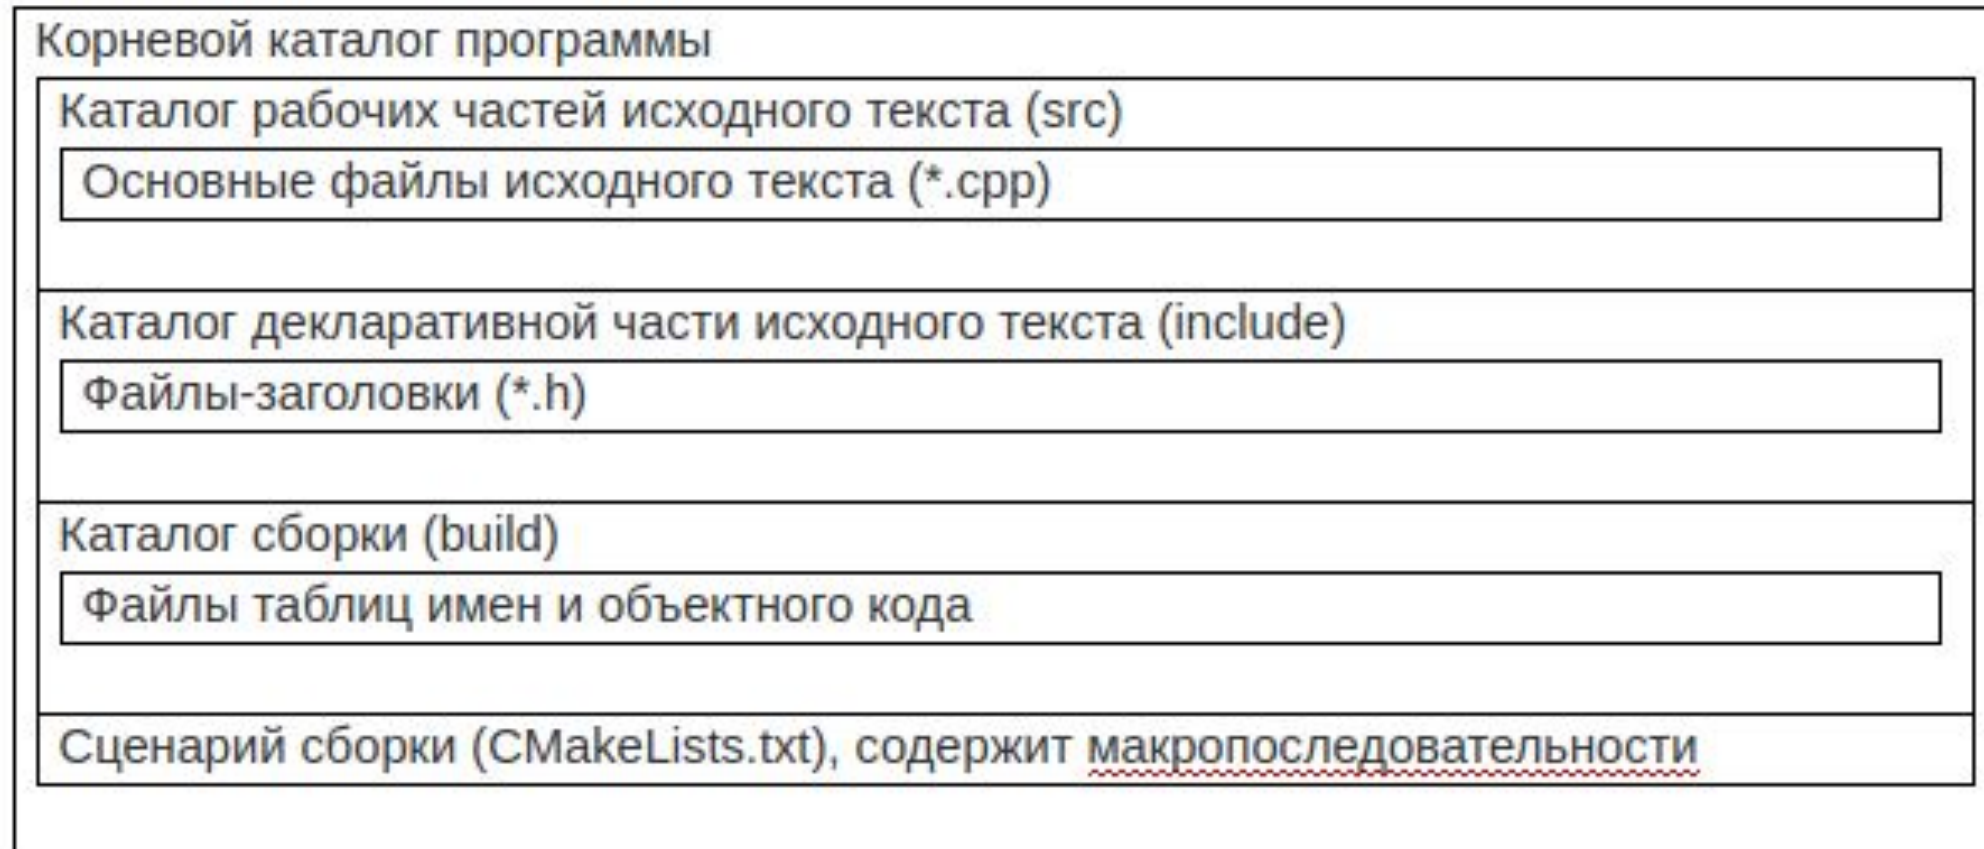 Корневой каталог программы
Каталог рабочих частей исходного текста (src)
Основные файлы исходного текста (*.cpp)
Каталог декларативной части исходного текста (include)
Файлы-заголовки (*.h)
Каталог сборки (build)
Файлы таблиц имен и объектного кода
Сценарий сборки (CMakeLists.txt), содержит макропоследовательности